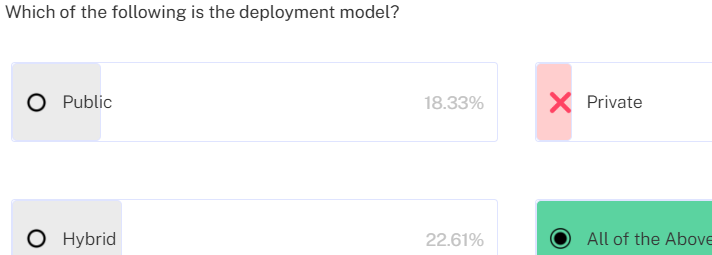 Which of the following is the deployment model?
Public 18.33% Private
Hybrid 22.61% All of the Above